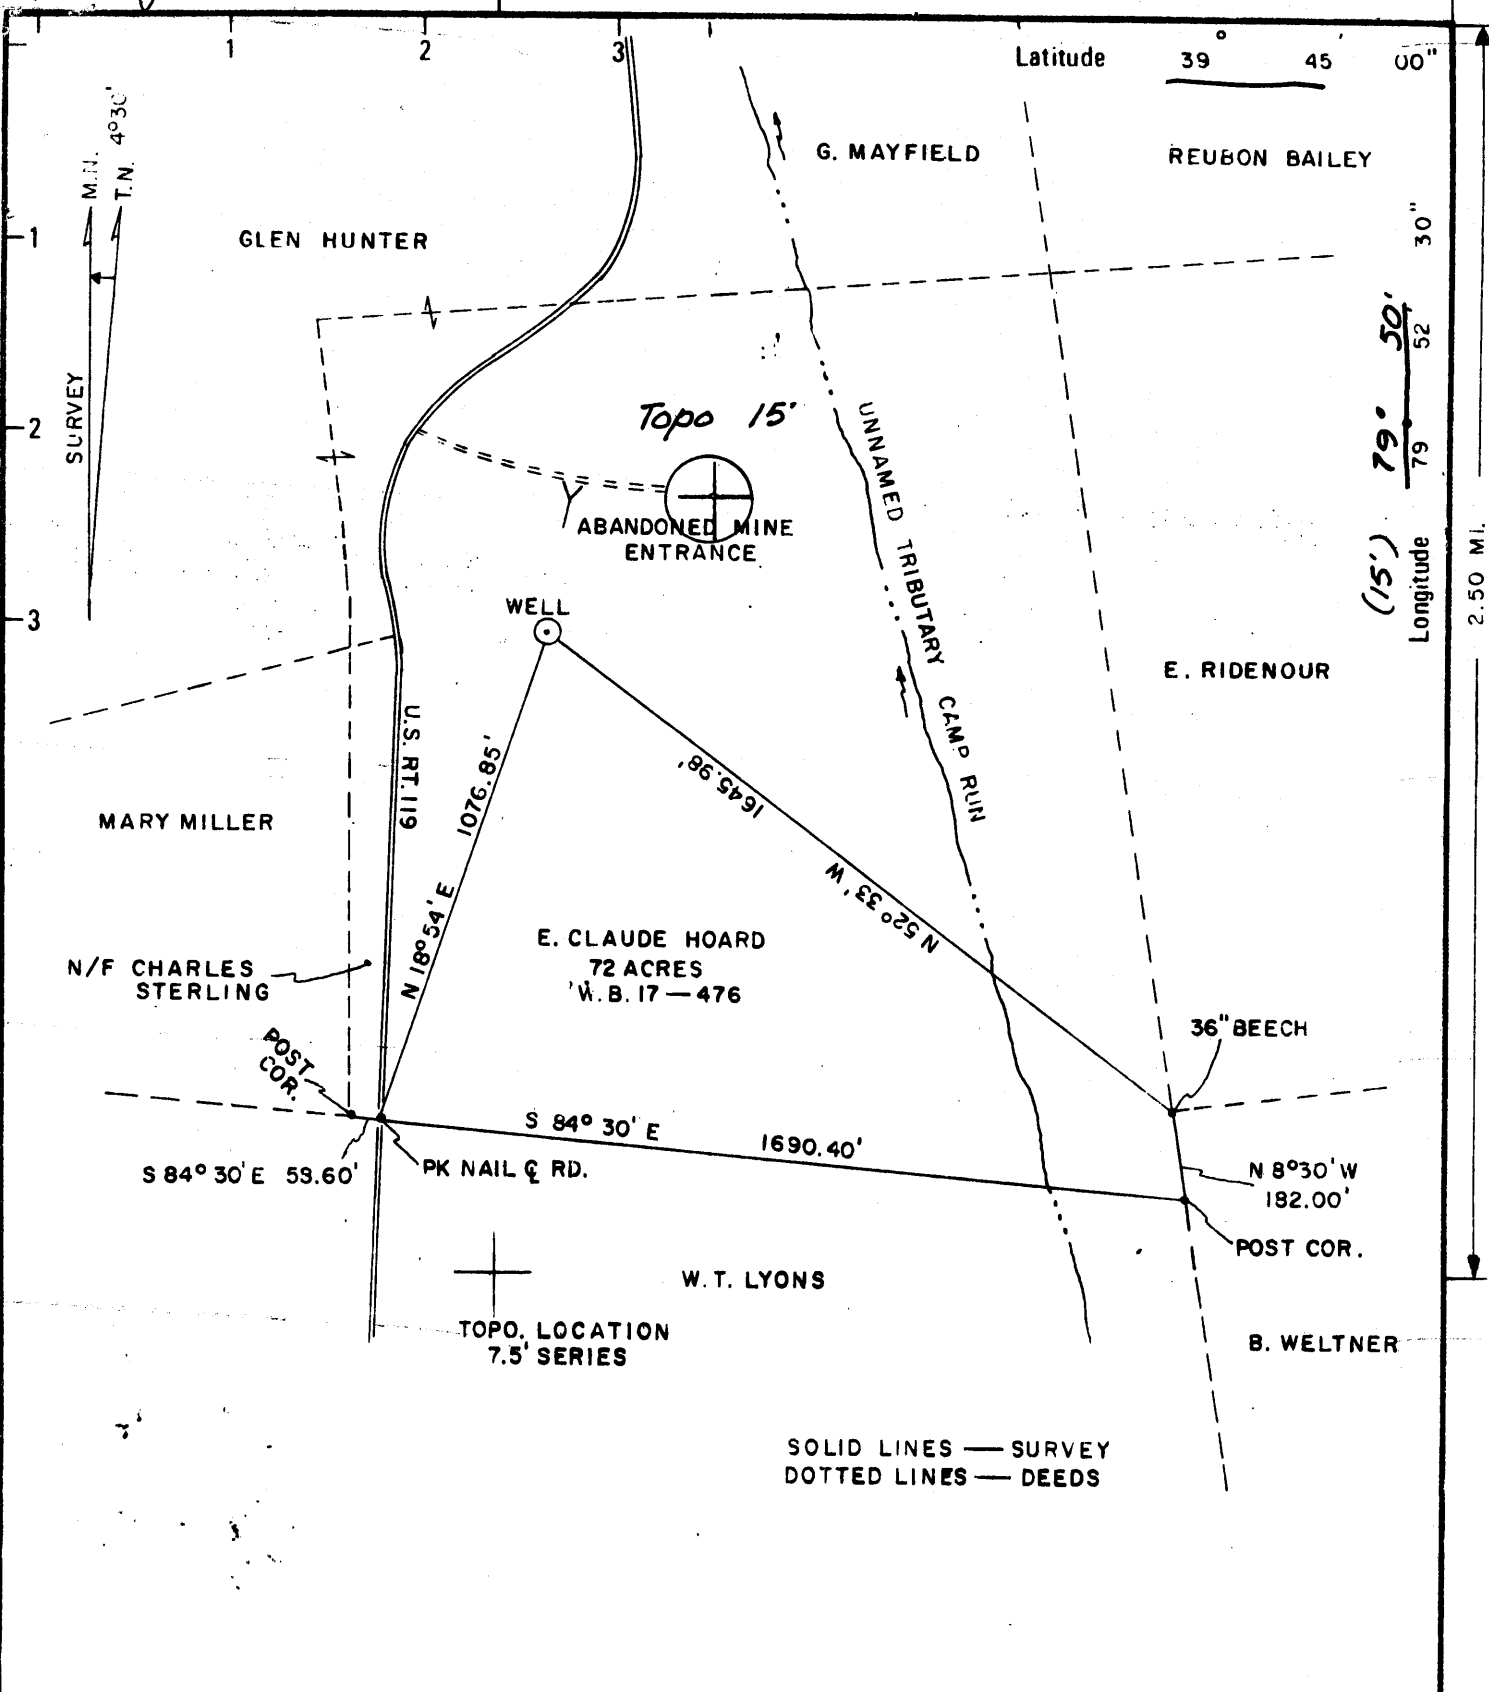 1 2 3
Latitude 39° 45' 00"
M.N.
T.N. 4°30'
SURVEY
1
2
3
G. MAYFIELD
REUBON BAILEY
GLEN HUNTER
Topo 15'
79° 50'
(15')
Longitude 79 52 30"
2.50 MI.
ABANDONED MINE
ENTRANCE
UNNAMED TRIBUTARY CAMP RUN
WELL
E. RIDENOUR
U.S. RT. 119
1076.85'
N 18° 54' E
1645.98'
N 52° 33' W
MARY MILLER
E. CLAUDE HOARD
72 ACRES
W.B. 17 — 476
N/F CHARLES
STERLING
36" BEECH
POST
COR.
S 84° 30' E 1690.40'
S 84° 30' E 59.60'
PK NAIL ℄ RD.
N 8°30' W
182.00'
POST COR.
W.T. LYONS
TOPO. LOCATION
7.5' SERIES
B. WELTNER
SOLID LINES — SURVEY
DOTTED LINES — DEEDS